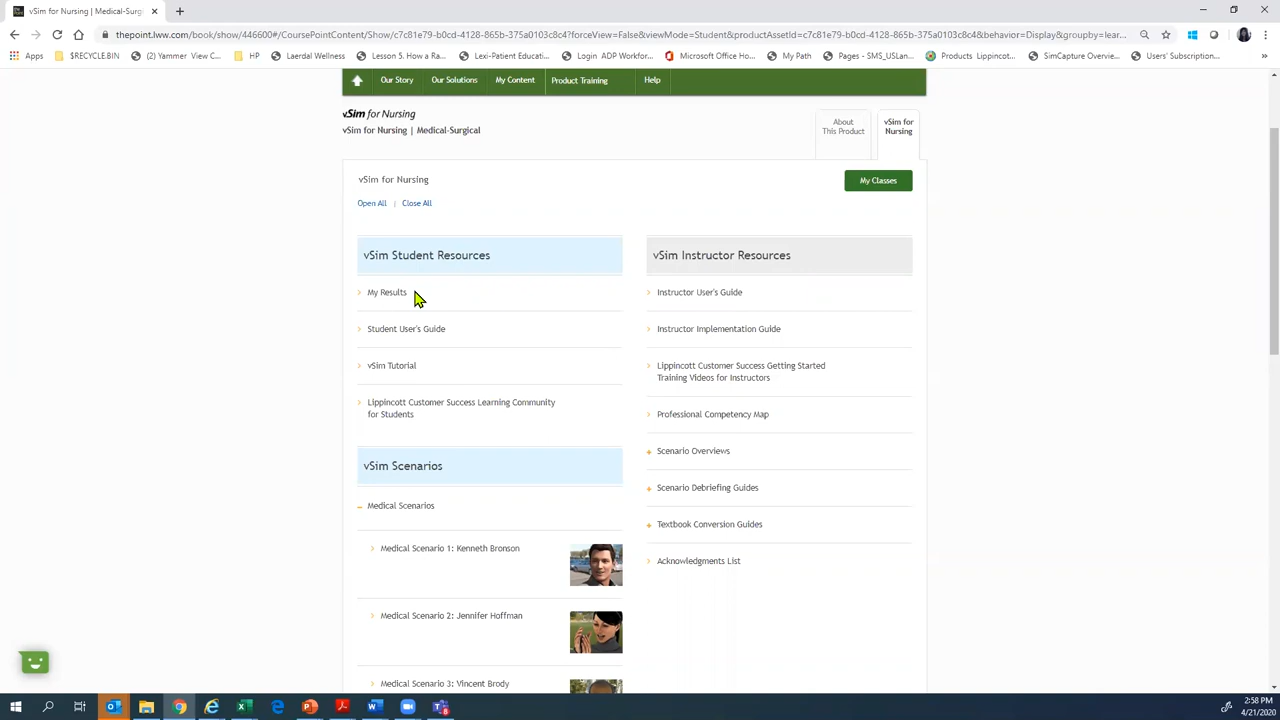 vSim for Nursing | Medical-Surg
thepoint.lww.com/book/show/446600#/CoursePointContent/Show/c7c81e79-b0cd-4128-865b-375a0103c8c4?forceView=False&viewMode=Student&productAssetId=c7c81e79-b0cd-4128-865b-375a0103c8c4&behavior=Display&groupby=lear...
Apps $RECYCLE.BIN (2) Yammer : View C... HP Laerdal Wellness Lesson 5. How a Ra... Lexi-Patient Educati... Login ADP Workfor... Microsoft Office Ho... My Path Pages - SMS_USLan... Products Lippincot... SimCapture Overvie... Users' Subscription... »
Our Story Our Solutions My Content Product Training Help
vSim for Nursing
vSim for Nursing | Medical-Surgical
About
This Product
vSim for
Nursing
vSim for Nursing
My Classes
Open All | Close All
vSim Student Resources
My Results
Student User's Guide
vSim Tutorial
Lippincott Customer Success Learning Community
for Students
vSim Scenarios
Medical Scenarios
Medical Scenario 1: Kenneth Bronson
Medical Scenario 2: Jennifer Hoffman
Medical Scenario 3: Vincent Brody
vSim Instructor Resources
Instructor User's Guide
Instructor Implementation Guide
Lippincott Customer Success Getting Started
Training Videos for Instructors
Professional Competency Map
Scenario Overviews
Scenario Debriefing Guides
Textbook Conversion Guides
Acknowledgments List
2:58 PM
4/21/2020